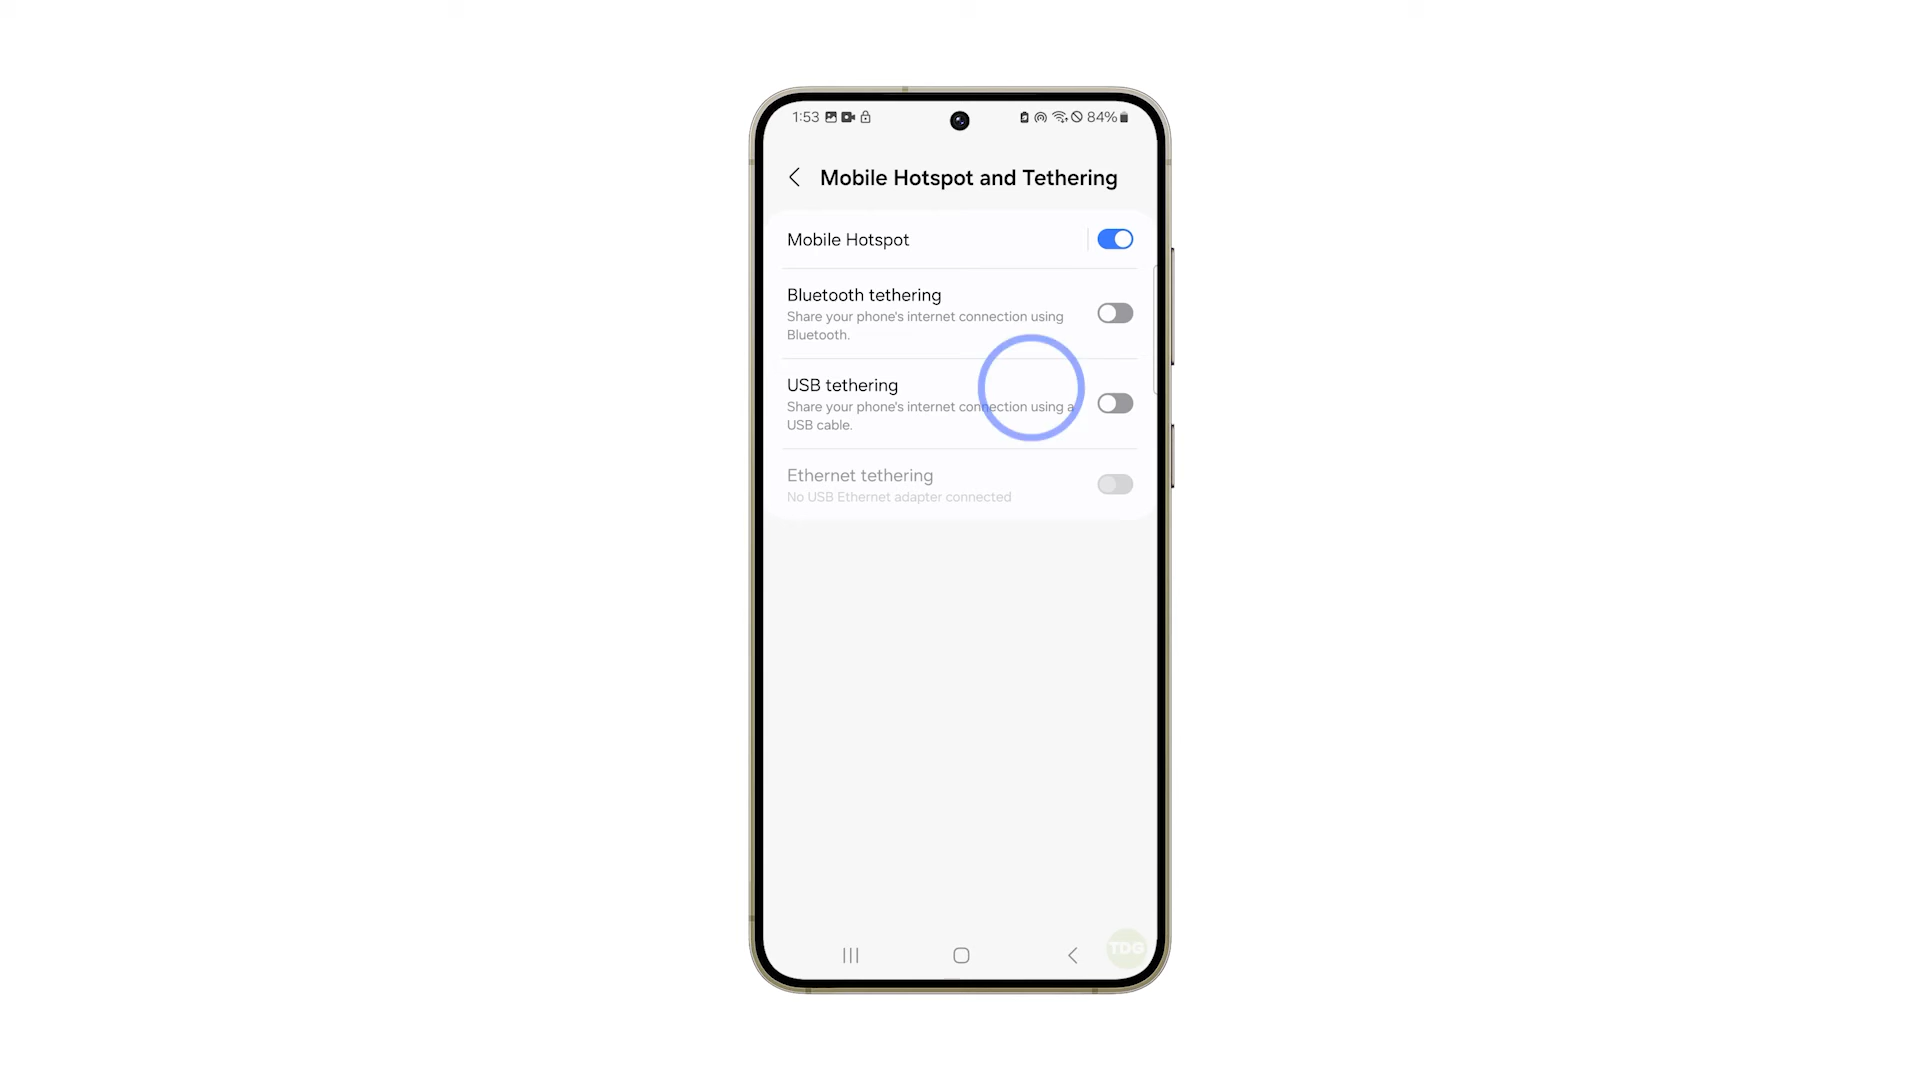 1:53
84%
Mobile Hotspot and Tethering
Mobile Hotspot
Bluetooth tethering
Share your phone's internet connection using
Bluetooth.
USB tethering
Share your phone's internet connection using a
USB cable.
Ethernet tethering
No USB Ethernet adapter connected
TDG